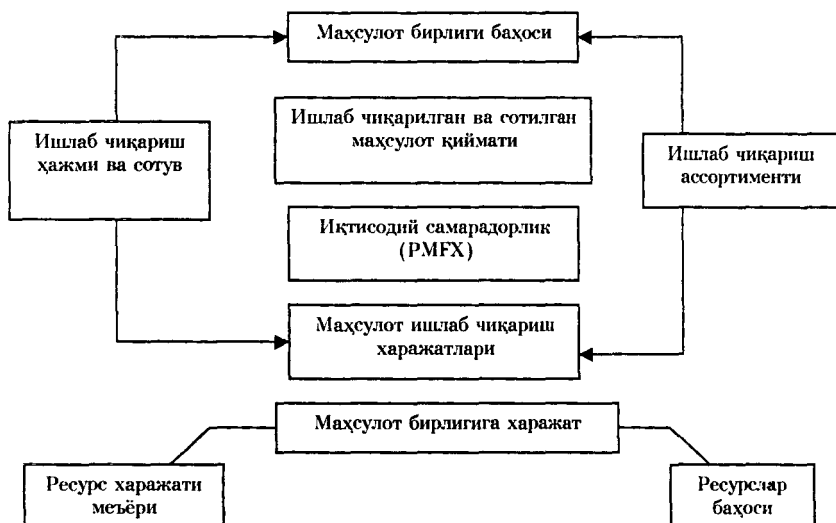 Маҳсулот бирлиги баҳоси
Ишлаб чиқариш
ҳажми ва сотув
Ишлаб чиқарилган ва сотилган
маҳсулот қиймати
Ишлаб чиқариш
ассортименти
Иқтисодий самарадорлик
(PMFX)
Маҳсулот ишлаб чиқариш
харажатлари
Маҳсулот бирлигига харажат
Ресурс харажати
меъёри
Ресурслар
баҳоси